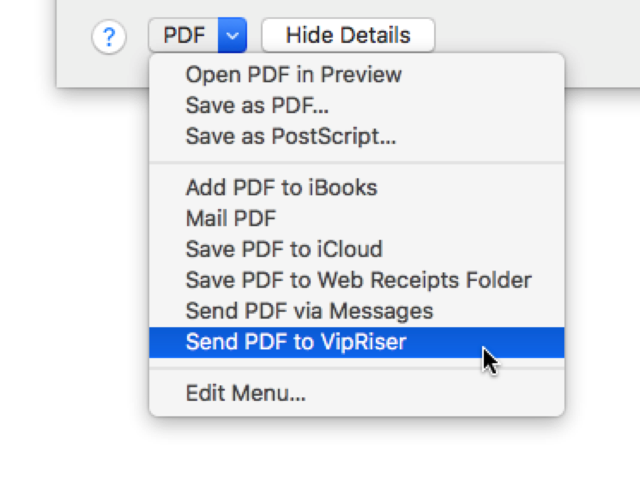 ? PDF Hide Details
Open PDF in Preview
Save as PDF...
Save as PostScript...
Add PDF to iBooks
Mail PDF
Save PDF to iCloud
Save PDF to Web Receipts Folder
Send PDF via Messages
Send PDF to VipRiser
Edit Menu...